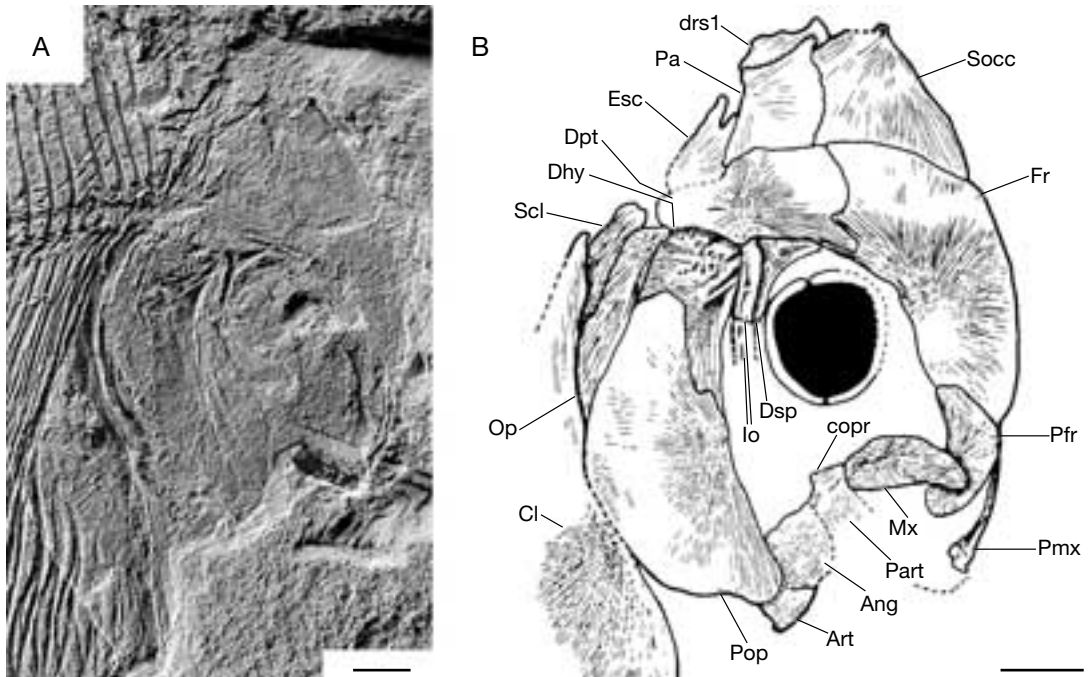 A
B
drs1
Pa
Socc
Esc
Dpt
Dhy
Fr
Scl
Op
Io
Dsp
copr
Pfr
Cl
Mx
Part
Pmx
Ang
Art
Pop